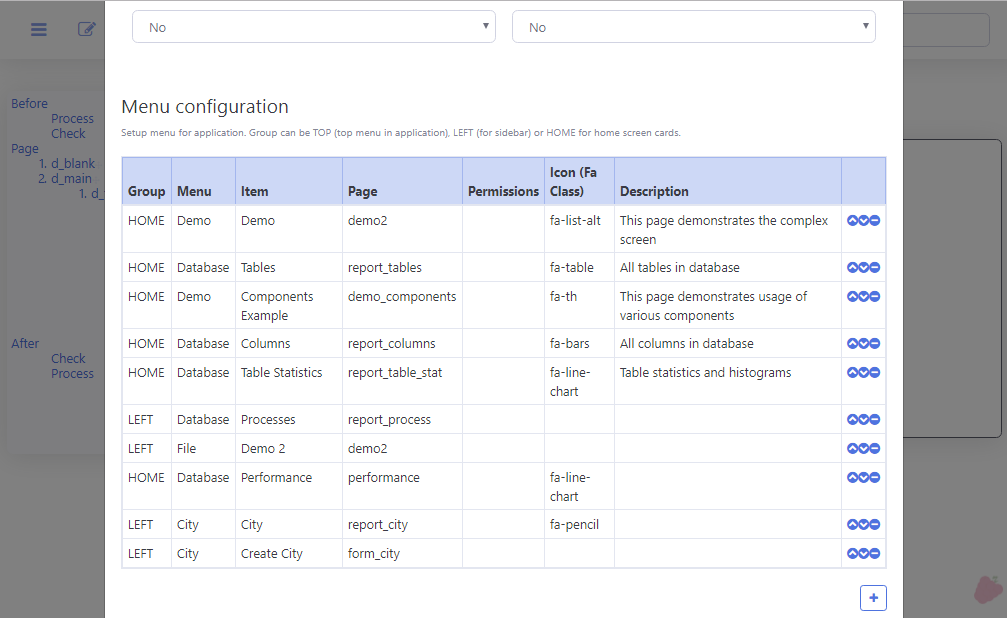 No No
Before
Process
Check
Page
1. d_blank
2. d_main
1. d_
After
Check
Process
Menu configuration
Setup menu for application. Group can be TOP (top menu in application), LEFT (for sidebar) or HOME for home screen cards.
Group Menu Item Page Permissions Icon (Fa Class) Description
HOME Demo Demo demo2 fa-list-alt This page demonstrates the complex
screen
HOME Database Tables report_tables fa-table All tables in database
HOME Demo Components demo_components fa-th This page demonstrates usage of
Example various components
HOME Database Columns report_columns fa-bars All columns in database
HOME Database Table Statistics report_table_stat fa-line- Table statistics and histograms
chart
LEFT Database Processes report_process
LEFT File Demo 2 demo2
HOME Database Performance performance fa-line-
chart
LEFT City City report_city fa-pencil
LEFT City Create City form_city
+